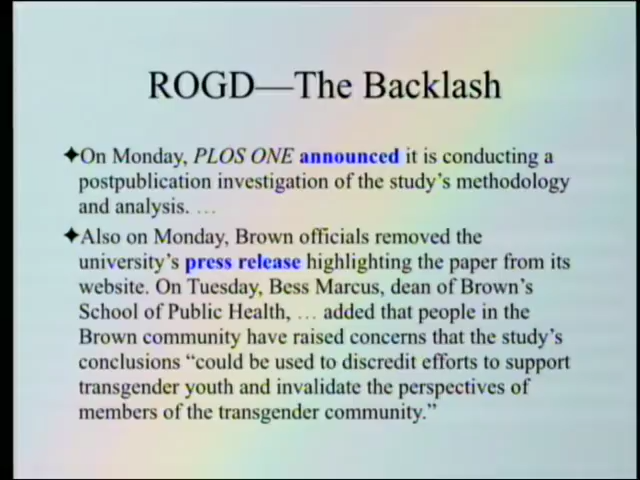 ROGD—The Backlash
✦On Monday, PLOS ONE announced it is conducting a
postpublication investigation of the study’s methodology
and analysis. …
✦Also on Monday, Brown officials removed the
university’s press release highlighting the paper from its
website. On Tuesday, Bess Marcus, dean of Brown’s
School of Public Health, … added that people in the
Brown community have raised concerns that the study’s
conclusions “could be used to discredit efforts to support
transgender youth and invalidate the perspectives of
members of the transgender community.”